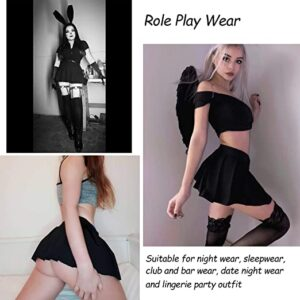 Role Play Wear
Suitable for night wear, sleepwear,
club and bar wear, date night wear
and lingerie party outfit